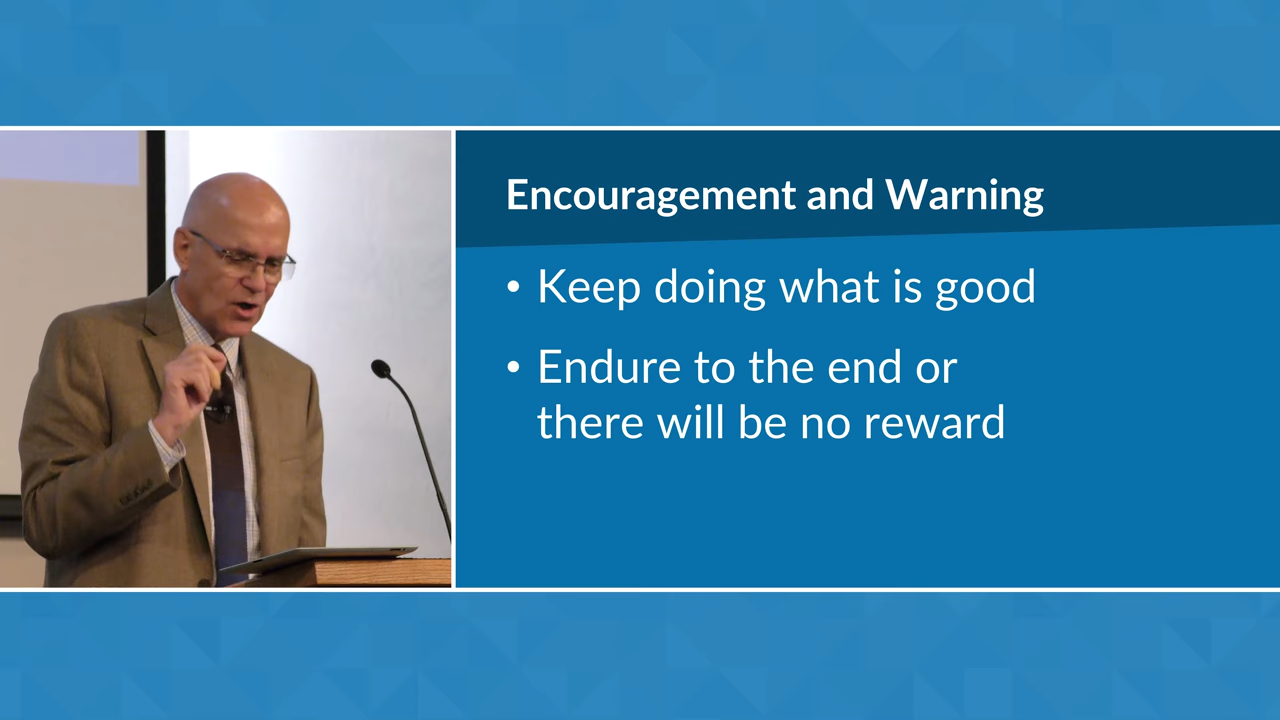 Encouragement and Warning
• Keep doing what is good
• Endure to the end or
there will be no reward